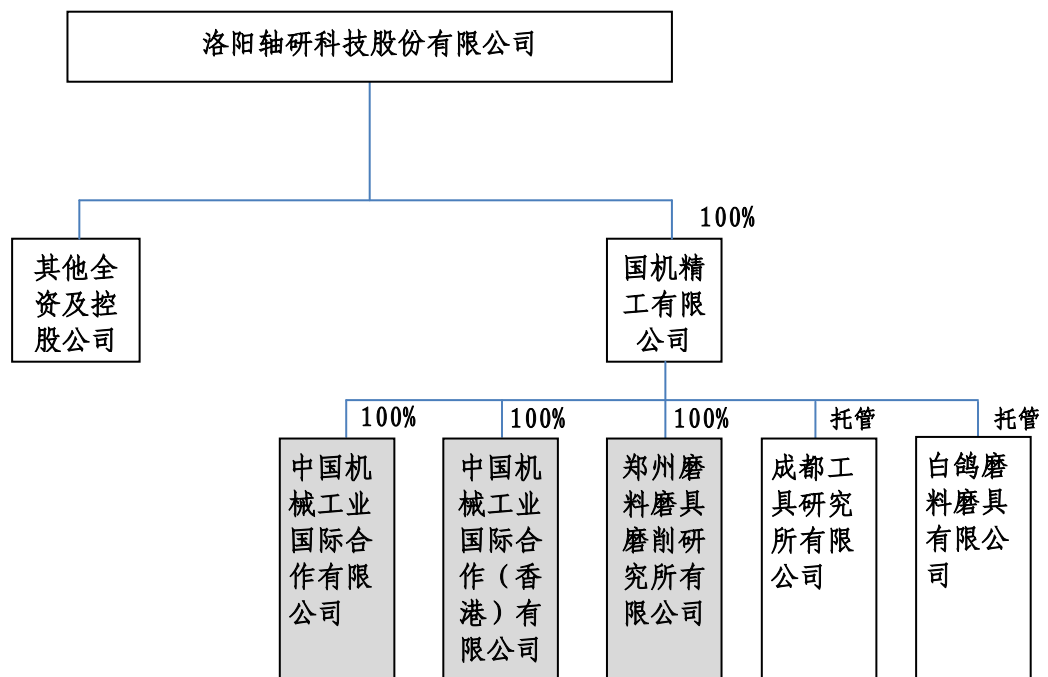 洛阳轴研科技股份有限公司
100%
其他全
资及控
股公司
国机精
工有限
公司
100%
100%
100%
托管
托管
中国机
械工业
国际合
作有限
公司
中国机
械工业
国际合
作（香
港）有
限公司
郑州磨
料磨具
磨削研
究所有
限公司
成都工
具研究
所有限
公司
白鸽磨
料磨具
有限公
司